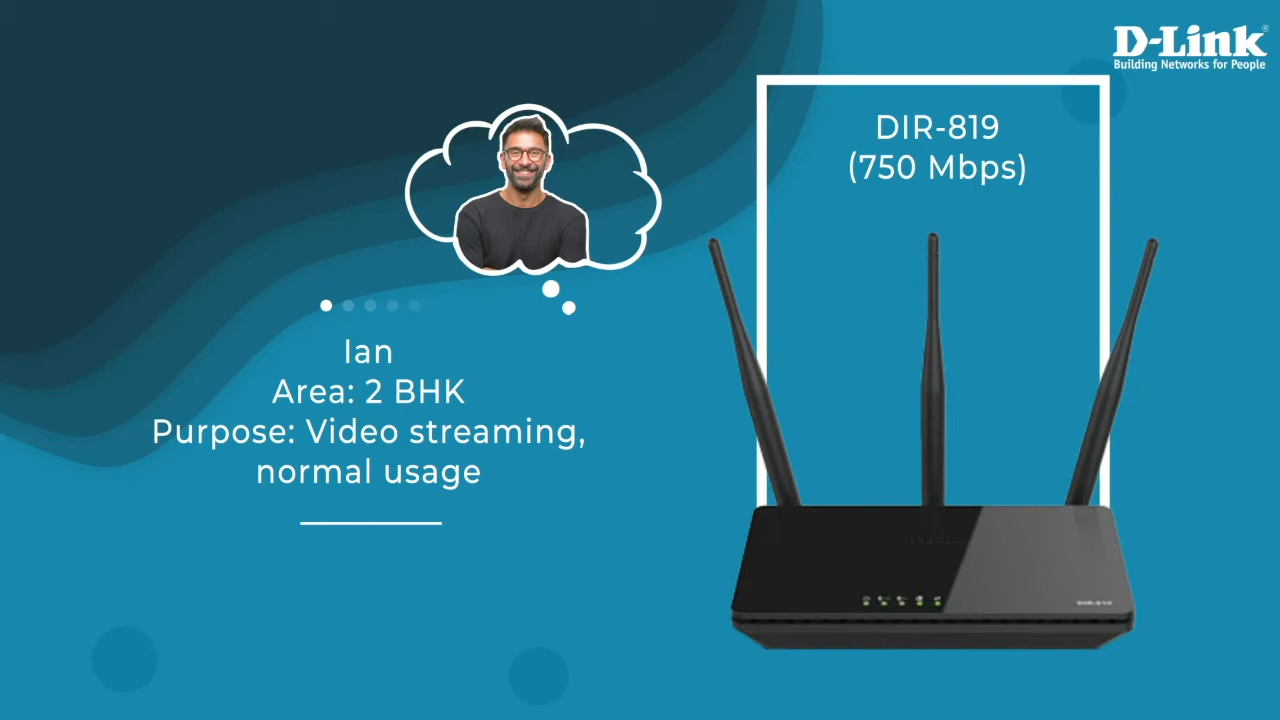 D-Link®
Building Networks for People
DIR-819
(750 Mbps)
Ian
Area: 2 BHK
Purpose: Video streaming,
normal usage